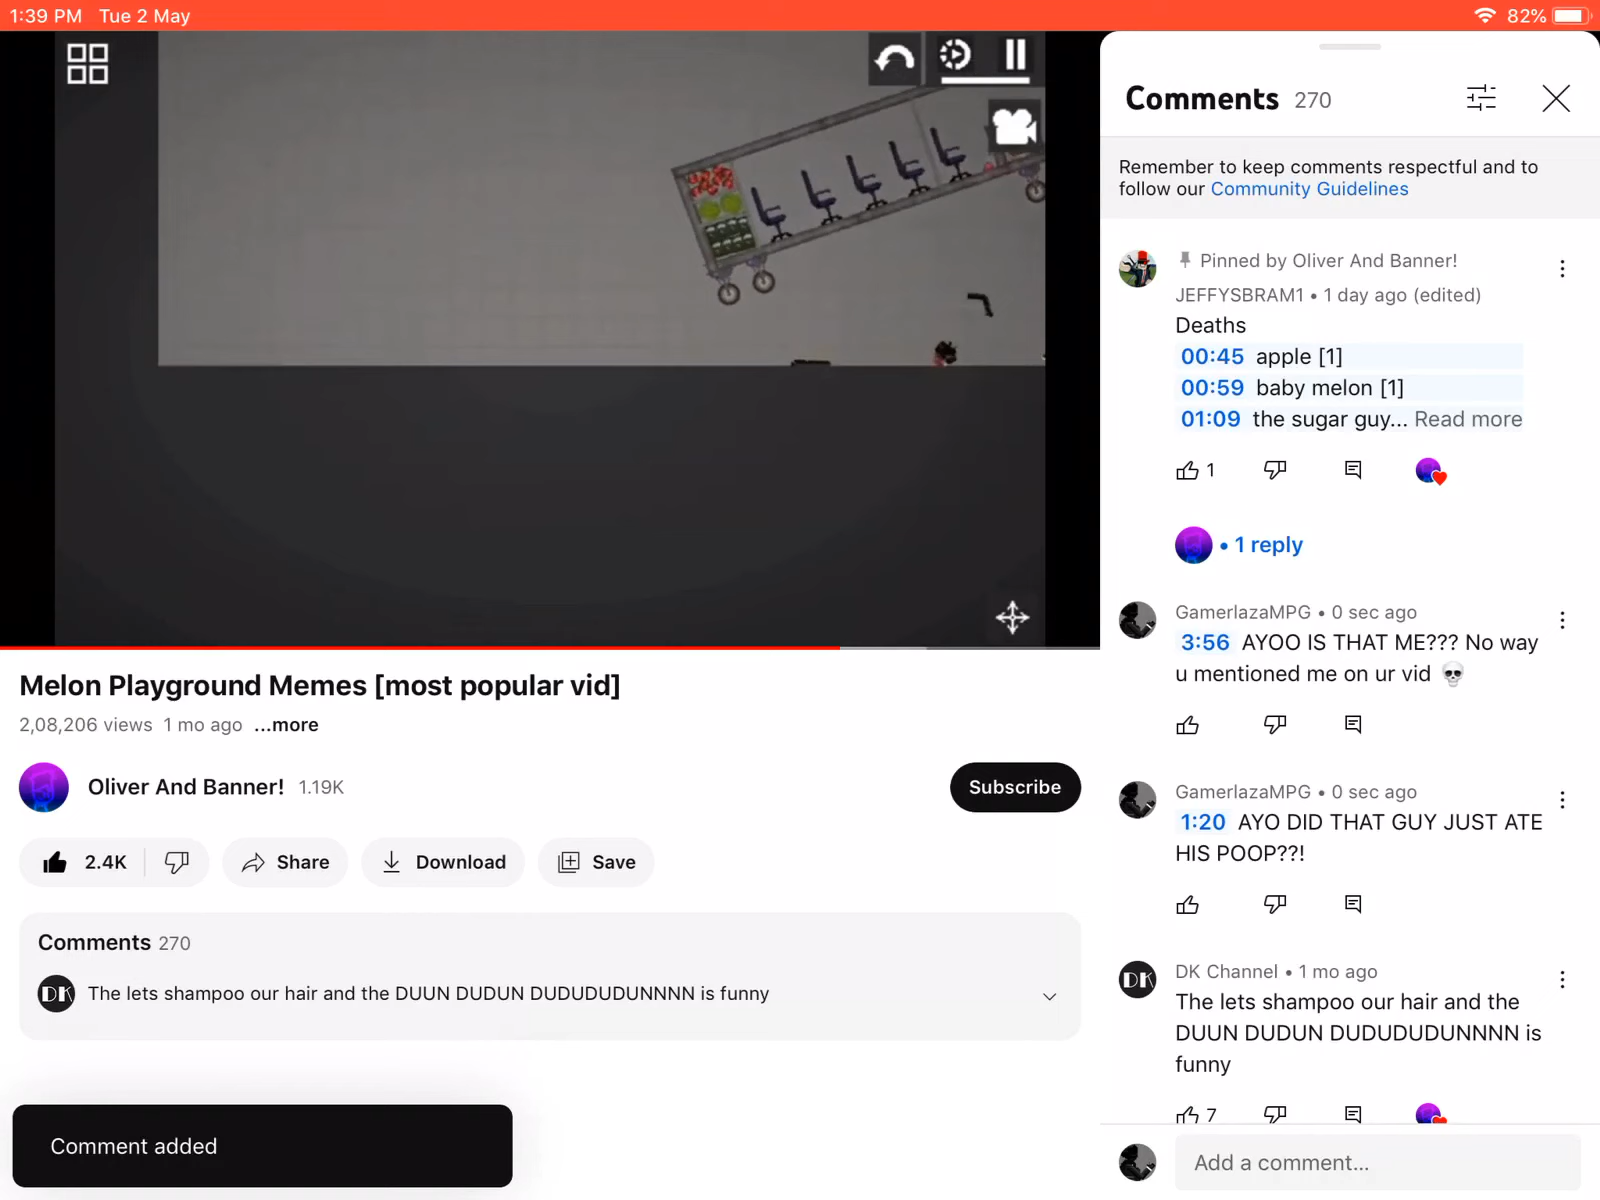 1:39 PM Tue 2 May
82%
Comments 270
Remember to keep comments respectful and to
follow our Community Guidelines
Pinned by Oliver And Banner!
JEFFYSBRAM1 • 1 day ago (edited)
Deaths
00:45 apple [1]
00:59 baby melon [1]
01:09 the sugar guy... Read more
1
• 1 reply
GamerlazaMPG • 0 sec ago
3:56 AYOO IS THAT ME??? No way
u mentioned me on ur vid 💀
GamerlazaMPG • 0 sec ago
1:20 AYO DID THAT GUY JUST ATE
HIS POOP??!
DK Channel • 1 mo ago
DK
The lets shampoo our hair and the
DUUN DUDUN DUDUDUDUNNNN is
funny
7
Add a comment...
Melon Playground Memes [most popular vid]
2,08,206 views 1 mo ago ...more
Oliver And Banner! 1.19K
Subscribe
2.4K
Share
Download
Save
Comments 270
DK
The lets shampoo our hair and the DUUN DUDUN DUDUDUDUNNNN is funny
Comment added